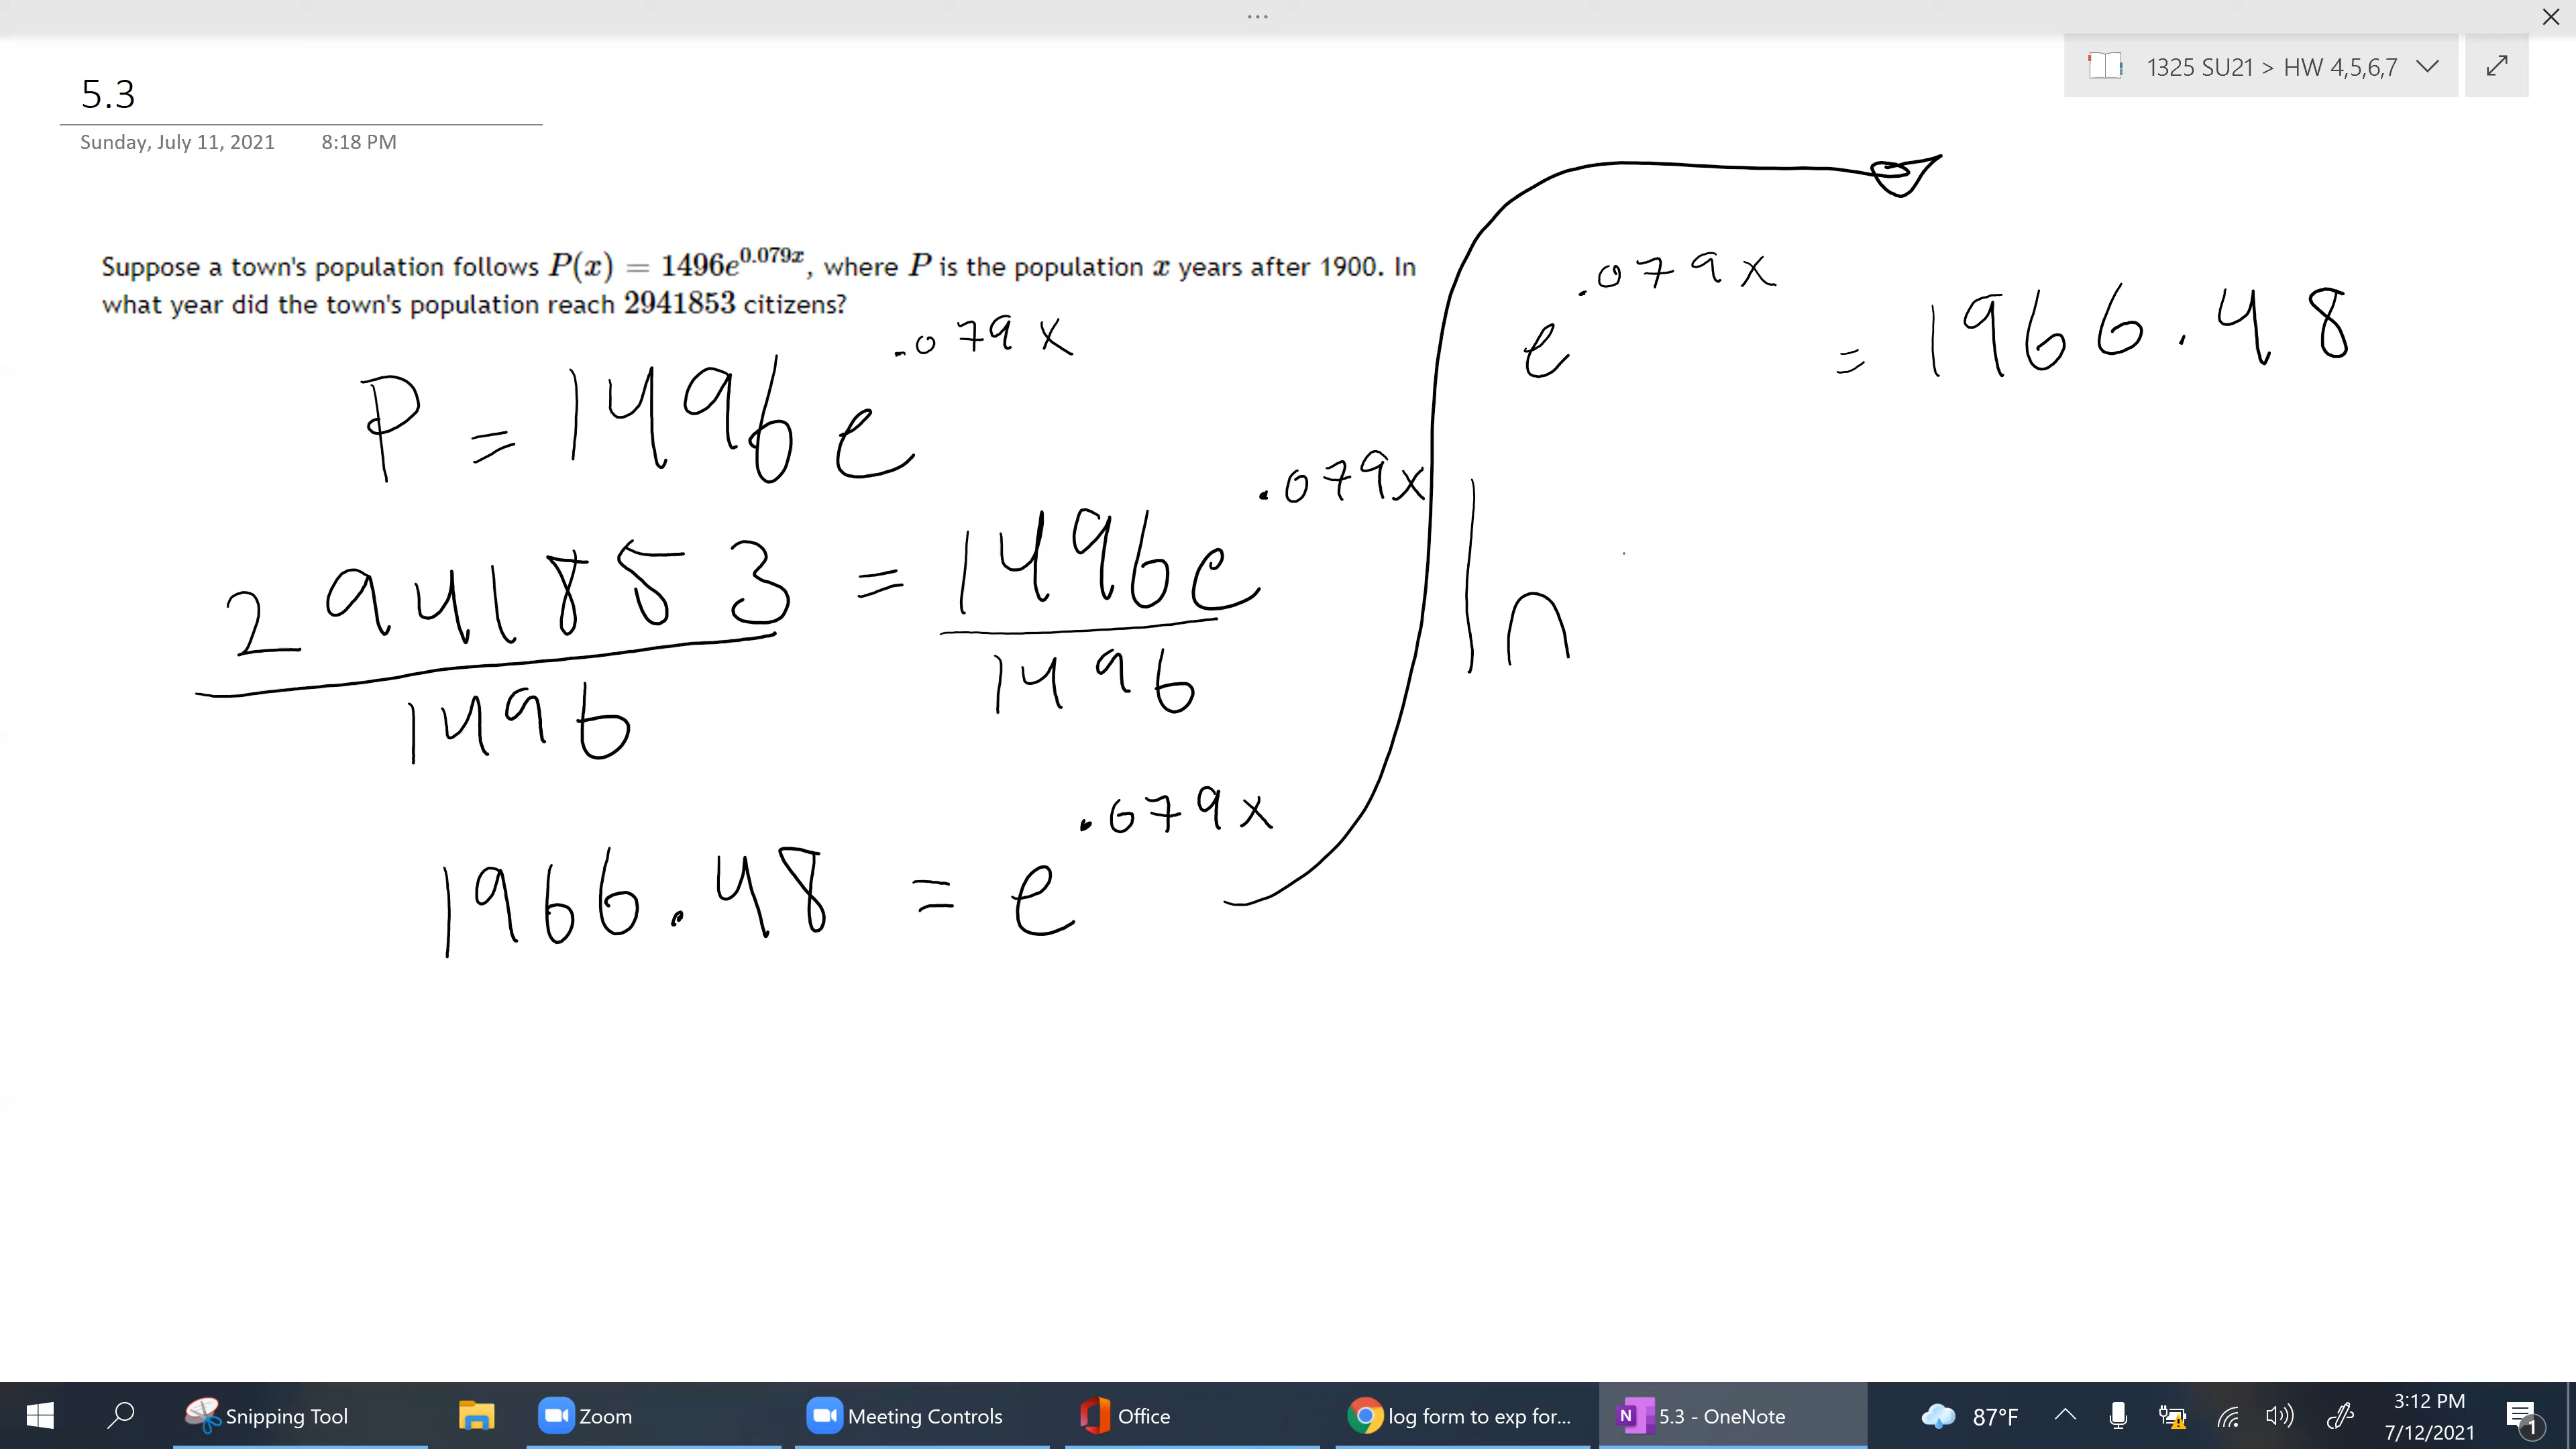 ...
1325 SU21 > HW 4,5,6,7
5.3
Sunday, July 11, 2021 8:18 PM
Suppose a town's population follows P(x) = 1496e^0.079x, where P is the population x years after 1900. In
what year did the town's population reach 2941853 citizens?
P = 1496e^.079x
2941853 = 1496e^.079x
1496 1496
1966.48 = e^.079x
e^.079x = 1966.48
ln
Snipping Tool Zoom Meeting Controls Office log form to exp for... 5.3 - OneNote 87°F 3:12 PM
7/12/2021 1